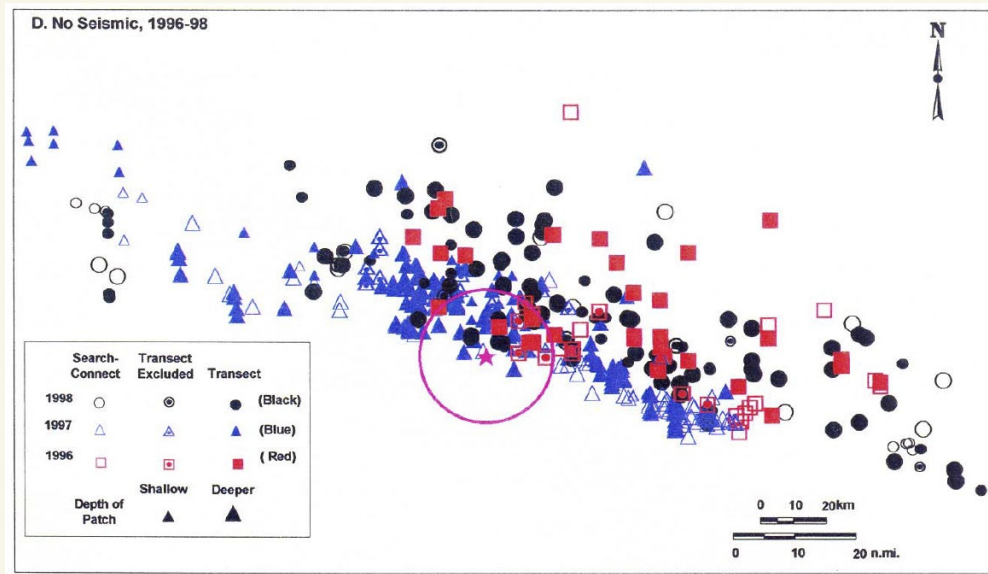 D. No Seismic, 1996-98
N
Search-Connect Transect Excluded Transect
1998 (Black)
1997 (Blue)
1996 ( Red)
Shallow Deeper
Depth of Patch
0 10 20km
0 10 20 n.mi.